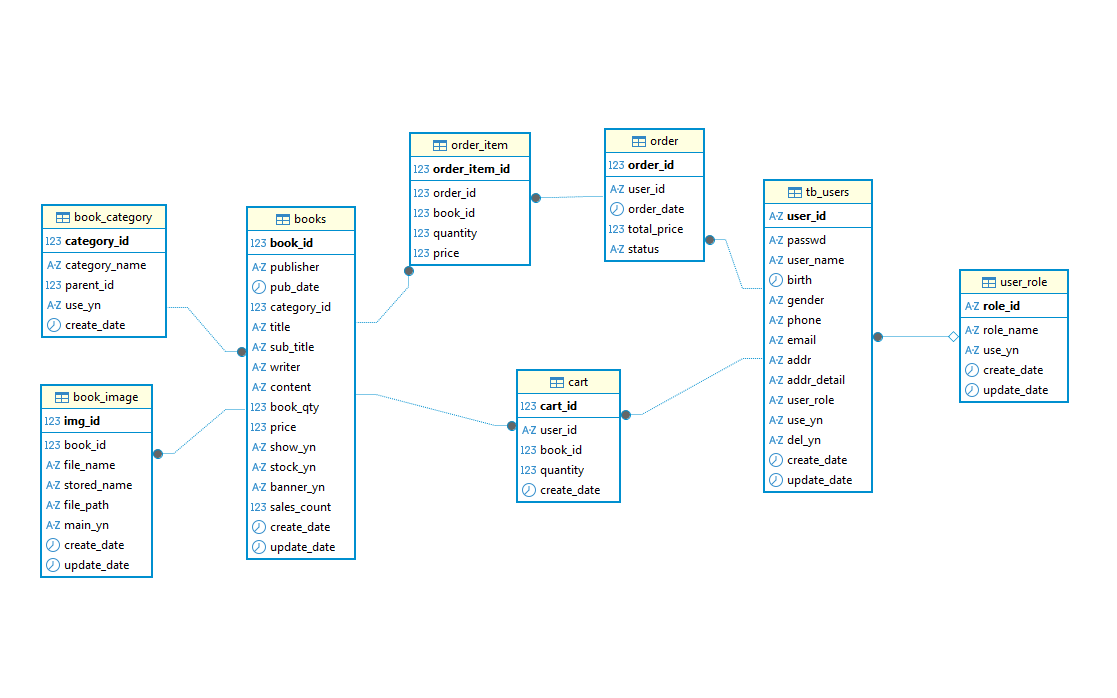 book_category
123 category_id
A-Z category_name
123 parent_id
A-Z use_yn
create_date
book_image
123 img_id
123 book_id
A-Z file_name
A-Z stored_name
A-Z file_path
A-Z main_yn
create_date
update_date
books
123 book_id
A-Z publisher
pub_date
123 category_id
A-Z title
A-Z sub_title
A-Z writer
A-Z content
123 book_qty
123 price
A-Z show_yn
A-Z stock_yn
A-Z banner_yn
123 sales_count
create_date
update_date
order_item
123 order_item_id
123 order_id
123 book_id
123 quantity
123 price
order
123 order_id
A-Z user_id
order_date
123 total_price
A-Z status
cart
123 cart_id
A-Z user_id
123 book_id
123 quantity
create_date
tb_users
A-Z user_id
A-Z passwd
A-Z user_name
birth
A-Z gender
A-Z phone
A-Z email
A-Z addr
A-Z addr_detail
A-Z user_role
A-Z use_yn
A-Z del_yn
create_date
update_date
user_role
A-Z role_id
A-Z role_name
A-Z use_yn
create_date
update_date